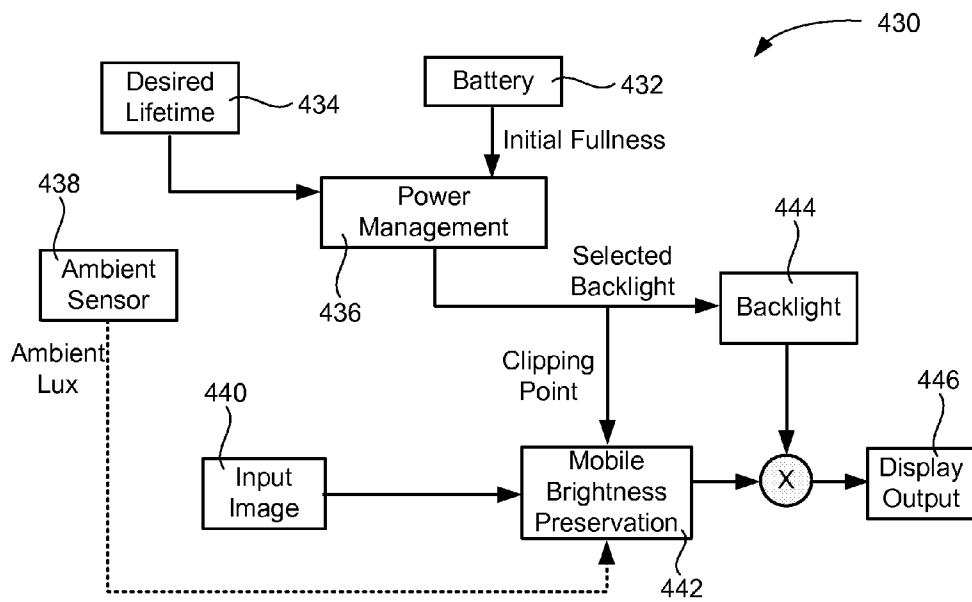 430
Desired
Lifetime
434
Battery
432
Initial Fullness
438
Power
Management
436
444
Ambient
Sensor
Selected
Backlight
Backlight
Ambient
Lux
Clipping
Point
440
446
Input
Image
Mobile
Brightness
Preservation
442
X
Display
Output